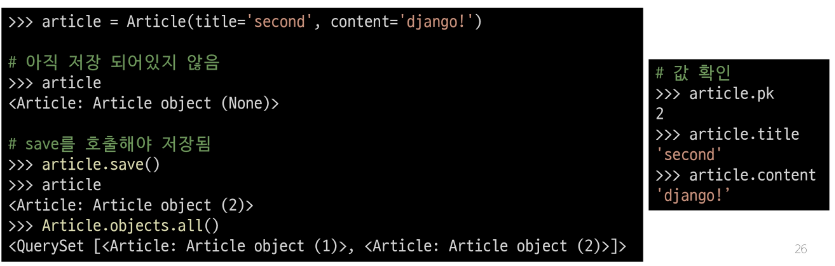 >>> article = Article(title='second', content='django!')
# 아직 저장 되어있지 않음
>>> article
<Article: Article object (None)>
# save를 호출해야 저장됨
>>> article.save()
>>> article
<Article: Article object (2)>
>>> Article.objects.all()
<QuerySet [<Article: Article object (1)>, <Article: Article object (2)>]>
# 값 확인
>>> article.pk
2
>>> article.title
'second'
>>> article.content
'django!’
26